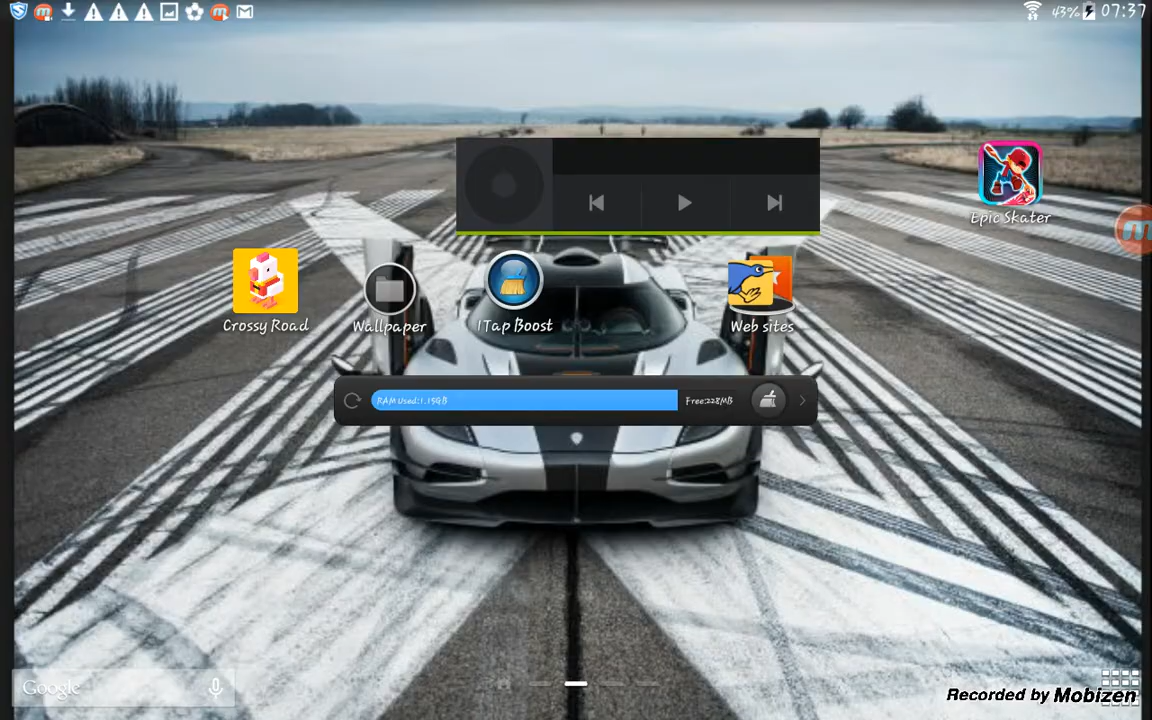 43% 07:37
Epic Skater
Crossy Road
Wallpaper
1Tap Boost
Web sites
RAM Used:1.15GB
Free:228MB
Google
Recorded by Mobizen